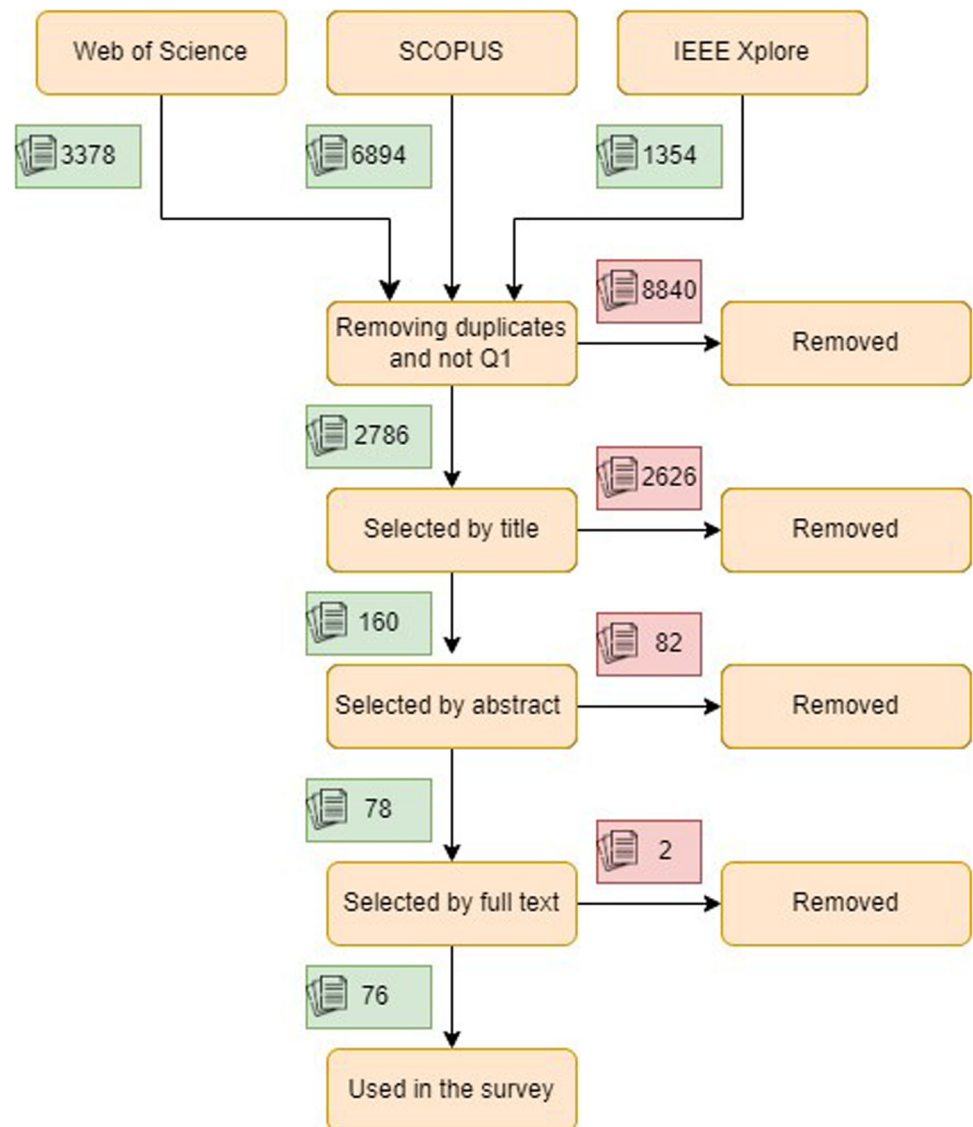 Web of Science
SCOPUS
IEEE Xplore
3378
6894
1354
8840
Removing duplicates
and not Q1
Removed
2786
2626
Selected by title
Removed
160
82
Selected by abstract
Removed
78
2
Selected by full text
Removed
76
Used in the survey